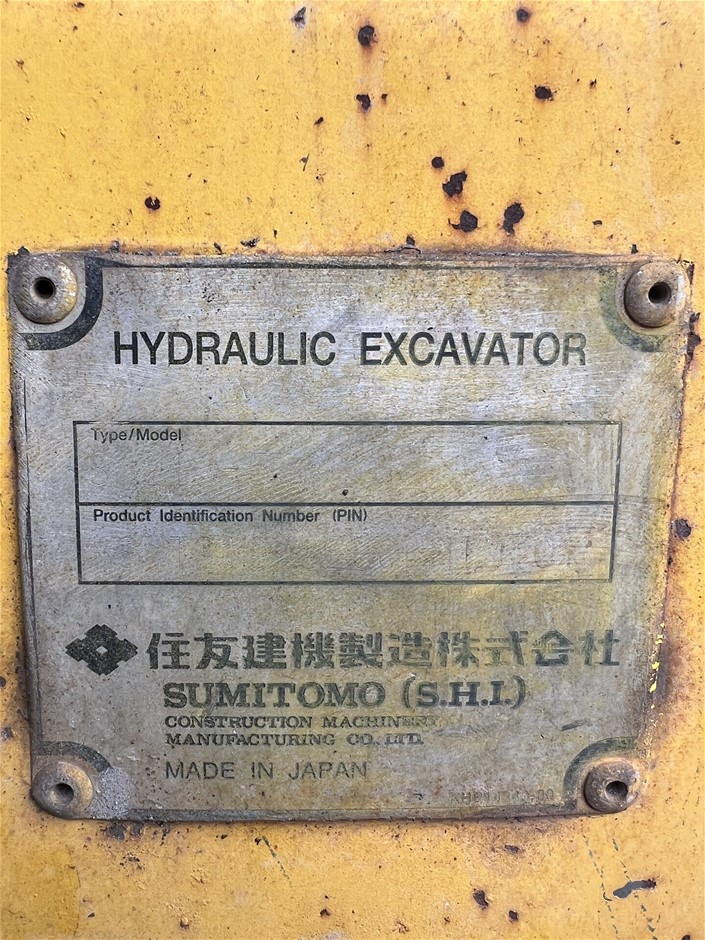 HYDRAULIC EXCAVATOR
Type/Model
Product Identification Number (PIN)
住友建機製造株式会社
SUMITOMO (S.H.I.)
CONSTRUCTION MACHINERY
MANUFACTURING CO., LTD.
MADE IN JAPAN